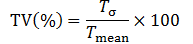 TV(%) = Tσ / Tmean × 100